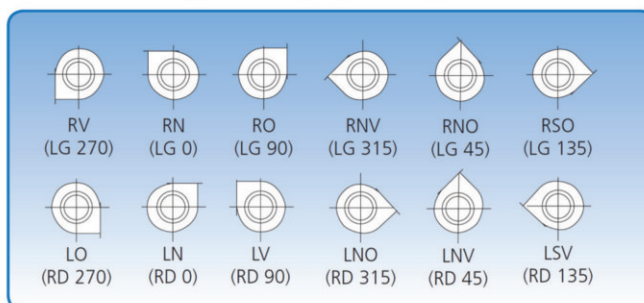 RV RN RO RNV RNO RSO
(LG 270) (LG 0) (LG 90) (LG 315) (LG 45) (LG 135)
LO LN LV LNO LNV LSV
(RD 270) (RD 0) (RD 90) (RD 315) (RD 45) (RD 135)